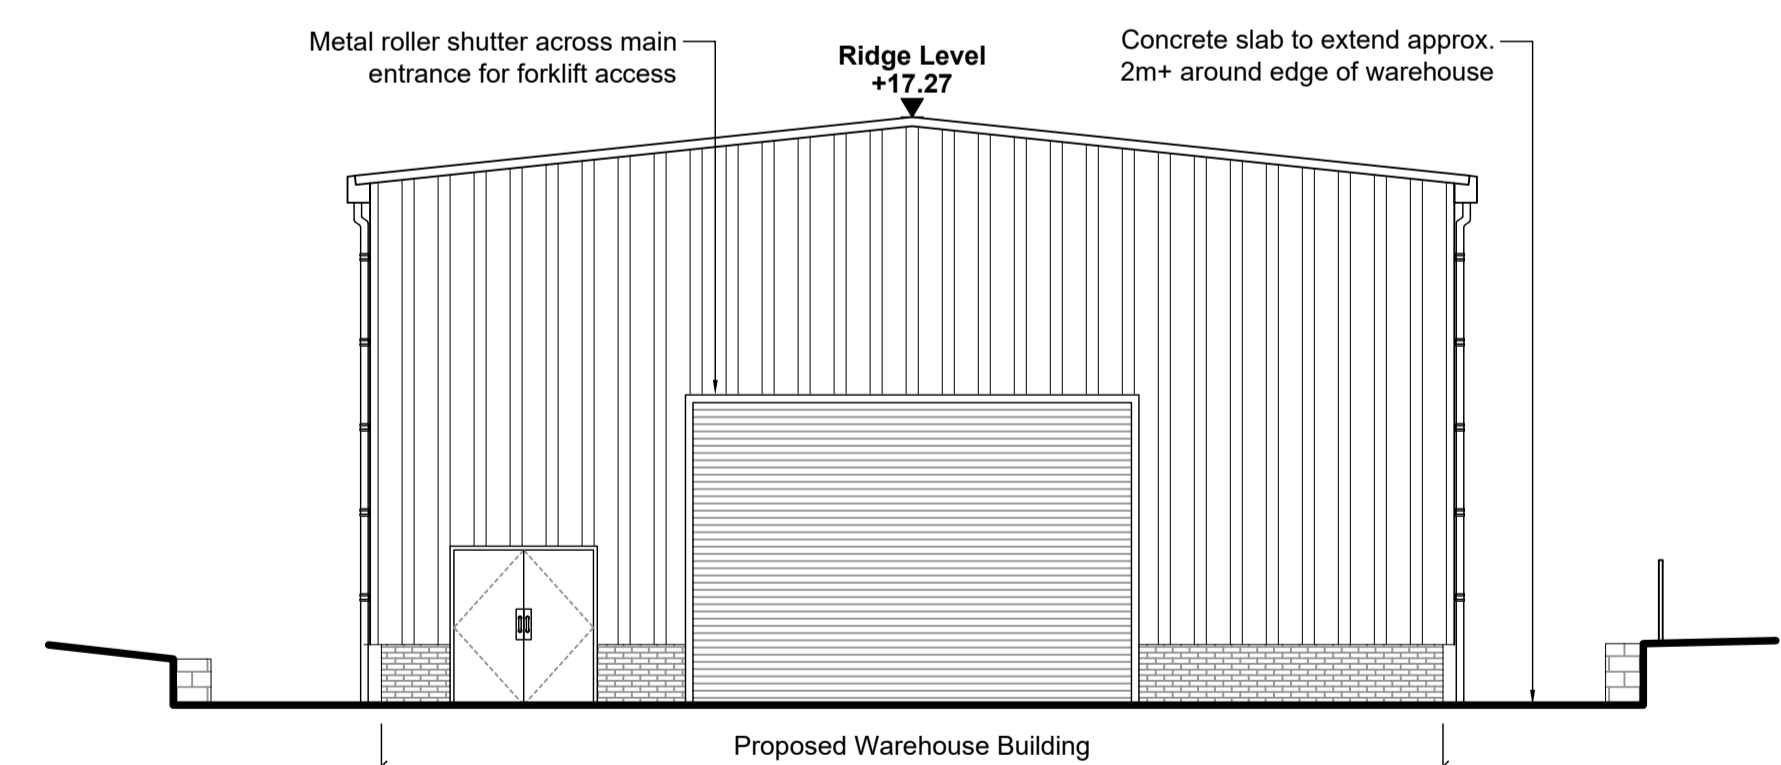 Metal roller shutter across main
entrance for forklift access
Ridge Level
+17.27
Concrete slab to extend approx.
2m+ around edge of warehouse
Proposed Warehouse Building